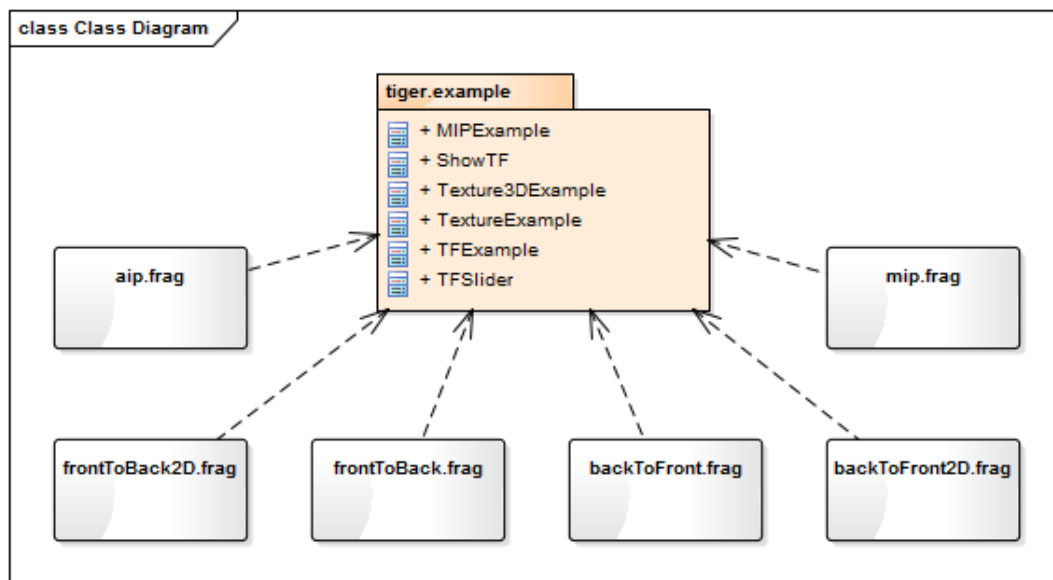 class Class Diagram
tiger.example
+ MIPExample
+ ShowTF
+ Texture3DExample
+ TextureExample
+ TFExample
+ TFSlider
aip.frag
mip.frag
frontToBack2D.frag
frontToBack.frag
backToFront.frag
backToFront2D.frag